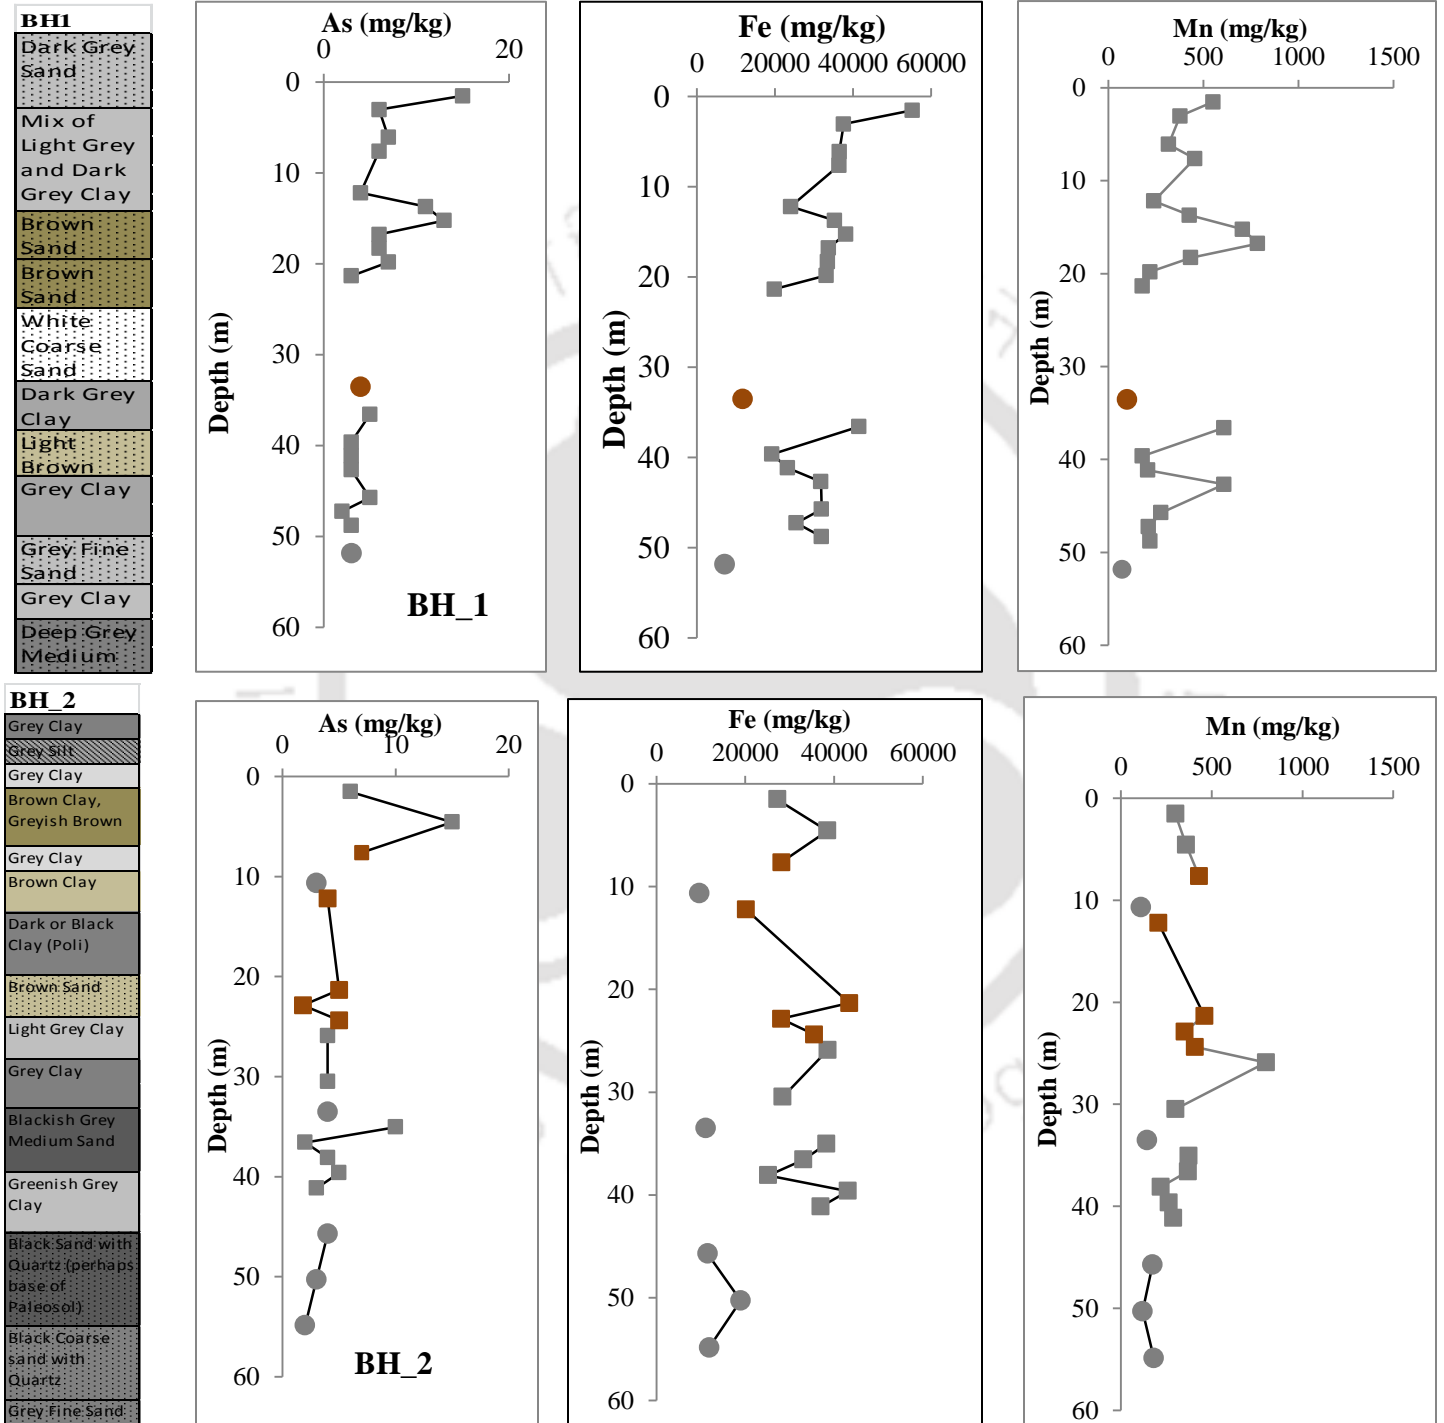 BH1
Dark Grey
Sand
Mix of
Light Grey
and Dark
Grey Clay
Brown
Sand
Brown
Sand
White
Coarse
Sand
Dark Grey
Clay
Light
Brown
Grey Clay
Grey Fine
Sand
Grey Clay
Deep Grey
Medium
As (mg/kg)
0 20
0
10
20
30
40
50
60
Depth (m)
BH_1
Fe (mg/kg)
0 20000 40000 60000
0
10
20
30
40
50
60
Depth (m)
Mn (mg/kg)
0 500 1000 1500
0
10
20
30
40
50
60
Depth (m)
BH_2
Grey Clay
Grey Silt
Grey Clay
Brown Clay,
Greyish Brown
Grey Clay
Brown Clay
Dark or Black
Clay (Poli)
Brown Sand
Light Grey Clay
Grey Clay
Blackish Grey
Medium Sand
Greenish Grey
Clay
Black Sand with
Quartz (perhaps
base of
Paleosol)
Black Coarse
sand with
Quartz
Grey Fine Sand
As (mg/kg)
0 10 20
0
10
20
30
40
50
60
Depth (m)
BH_2
Fe (mg/kg)
0 20000 40000 60000
0
10
20
30
40
50
60
Depth (m)
Mn (mg/kg)
0 500 1000 1500
0
10
20
30
40
50
60
Depth (m)